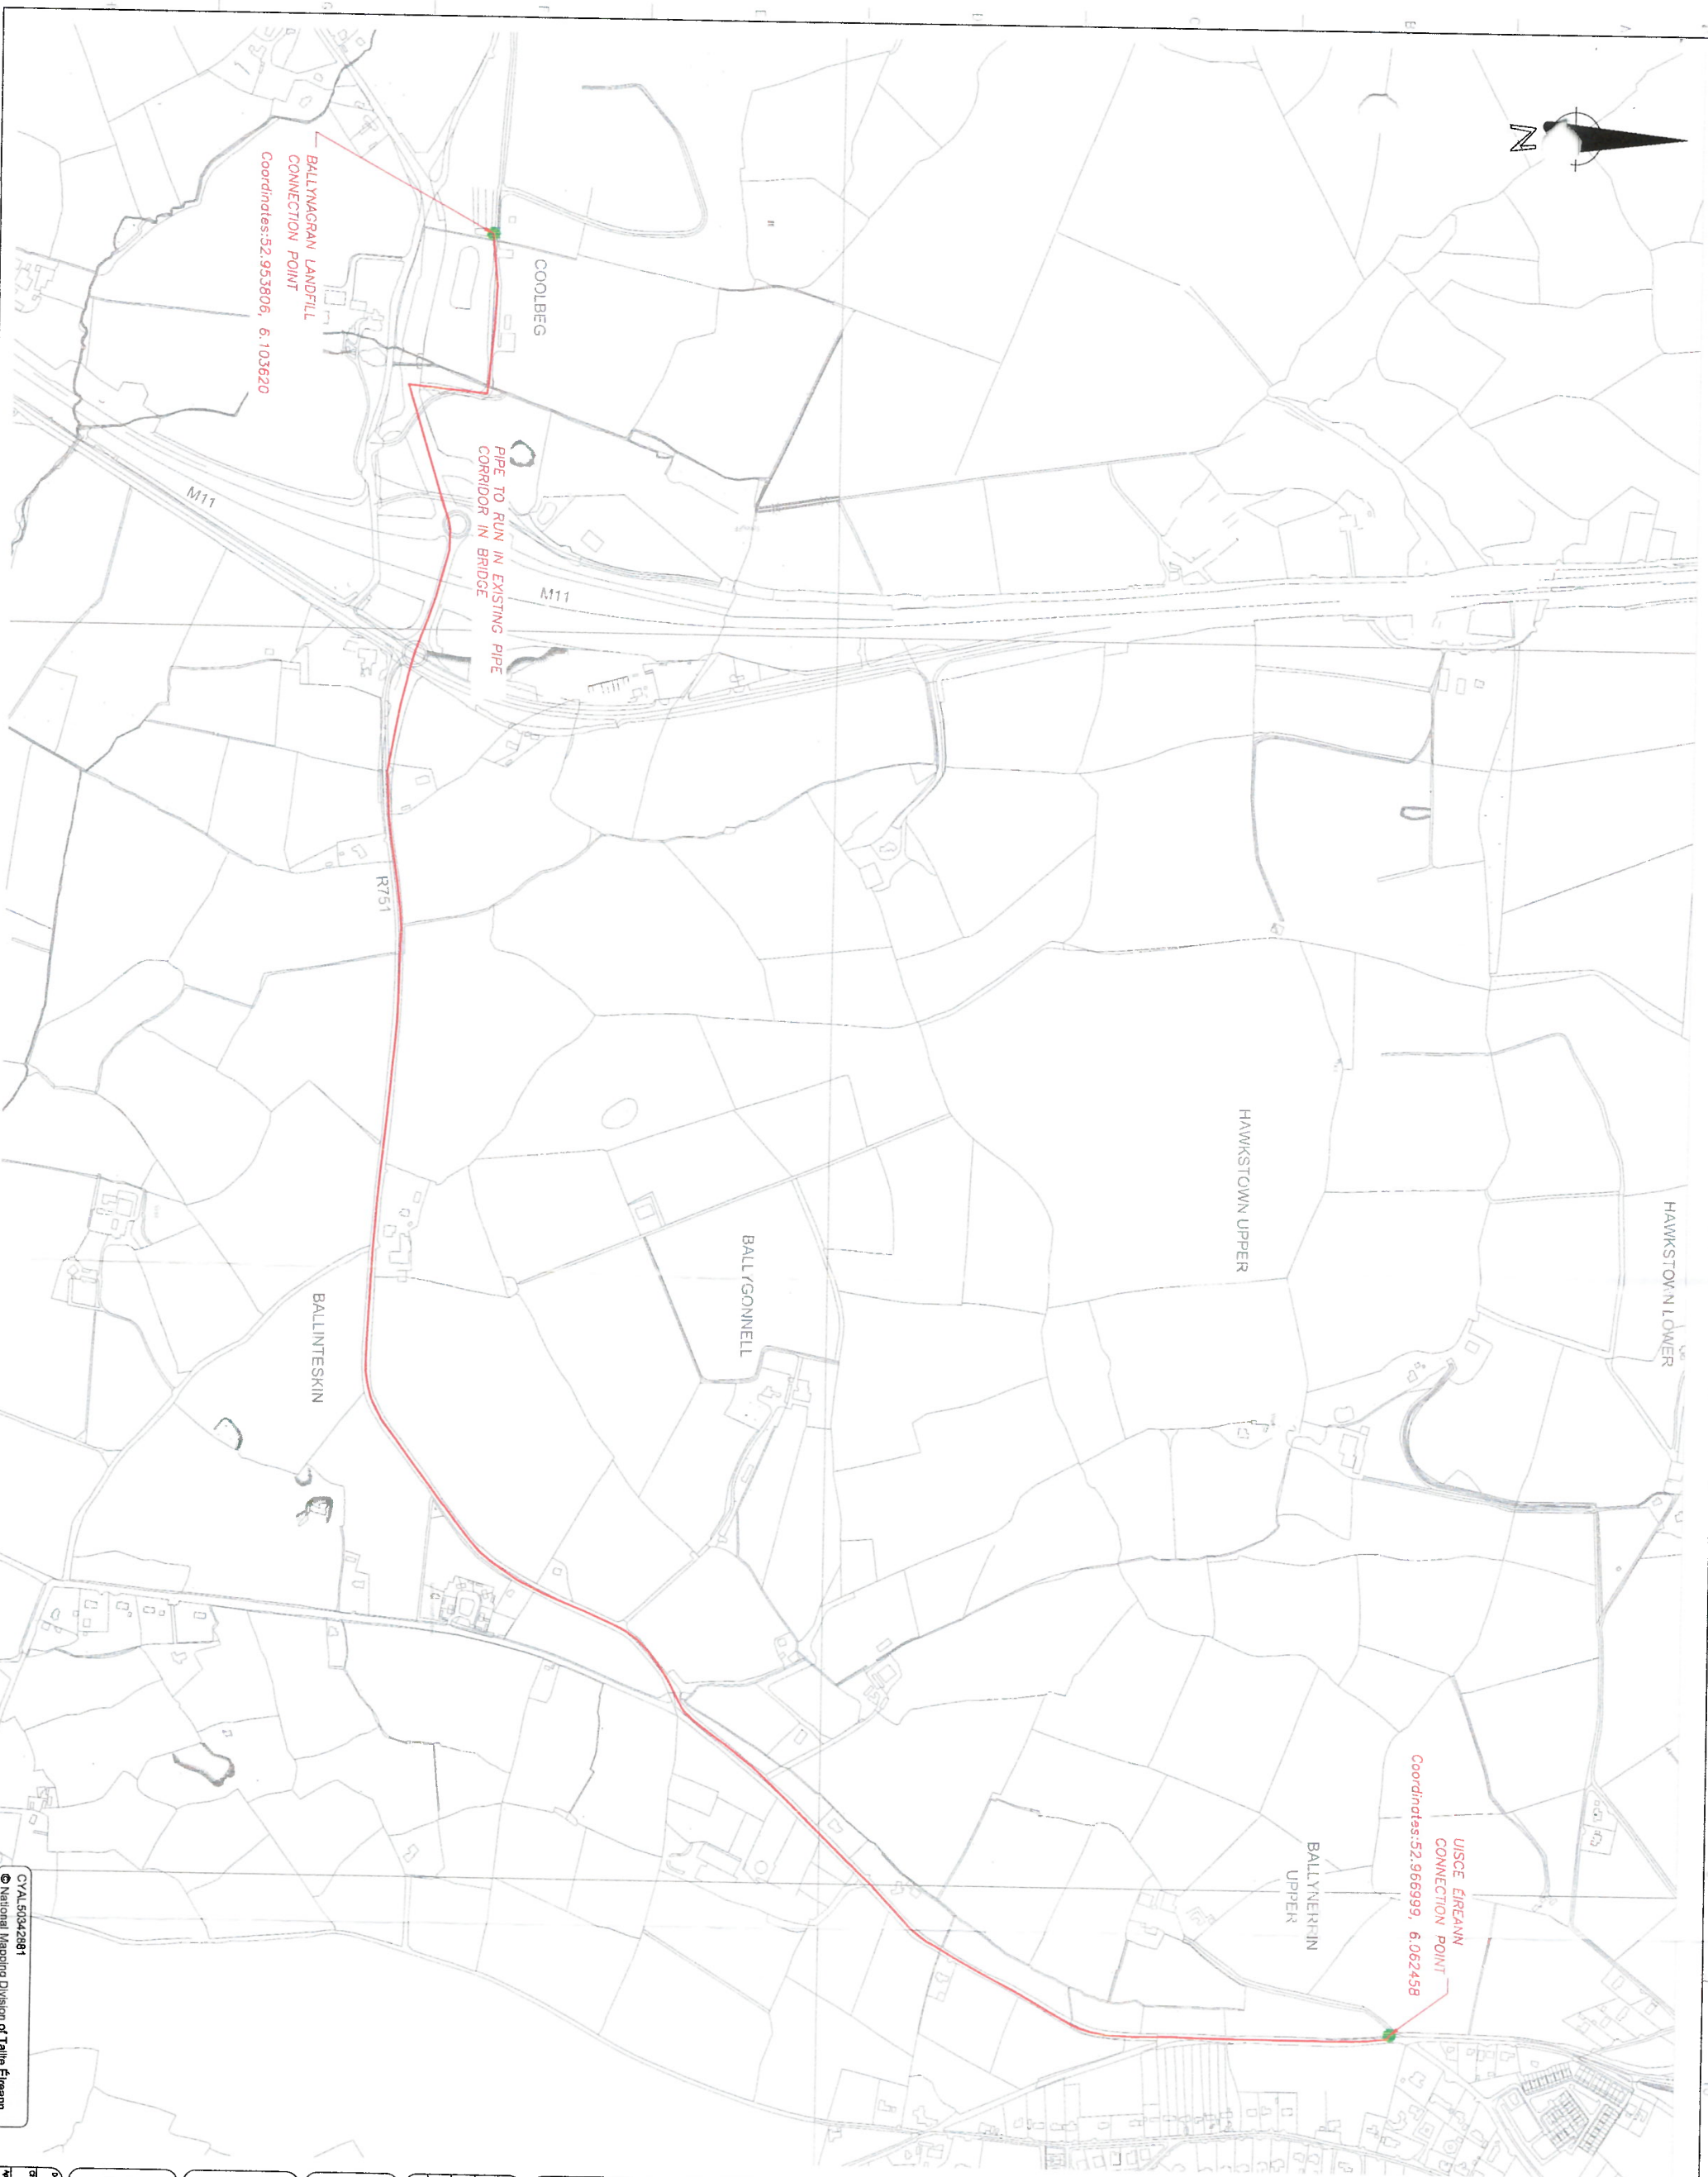 N
BALLYNAGRAN LANDFILL
CONNECTION POINT
Coordinates:52.953806, 6.103620
COOLBEG
PIPE TO RUN IN EXISTING PIPE
CORRIDOR IN BRIDGE
M11
M11
R751
HAWKSTOWN LOWER
HAWKSTOWN UPPER
BALLYGONNELL
BALLINTESKIN
UISCE ÉIREANN
CONNECTION POINT
Coordinates:52.966999, 6.062458
BALLYNERRIN
UPPER
CYAL50342881
© National Mapping Division of Tailte Éireann